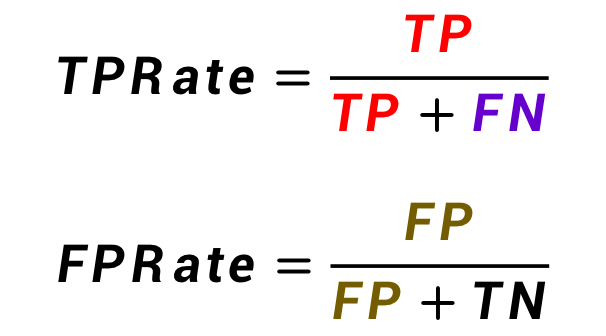 TPRate = TP / TP + FN
FPRate = FP / FP + TN